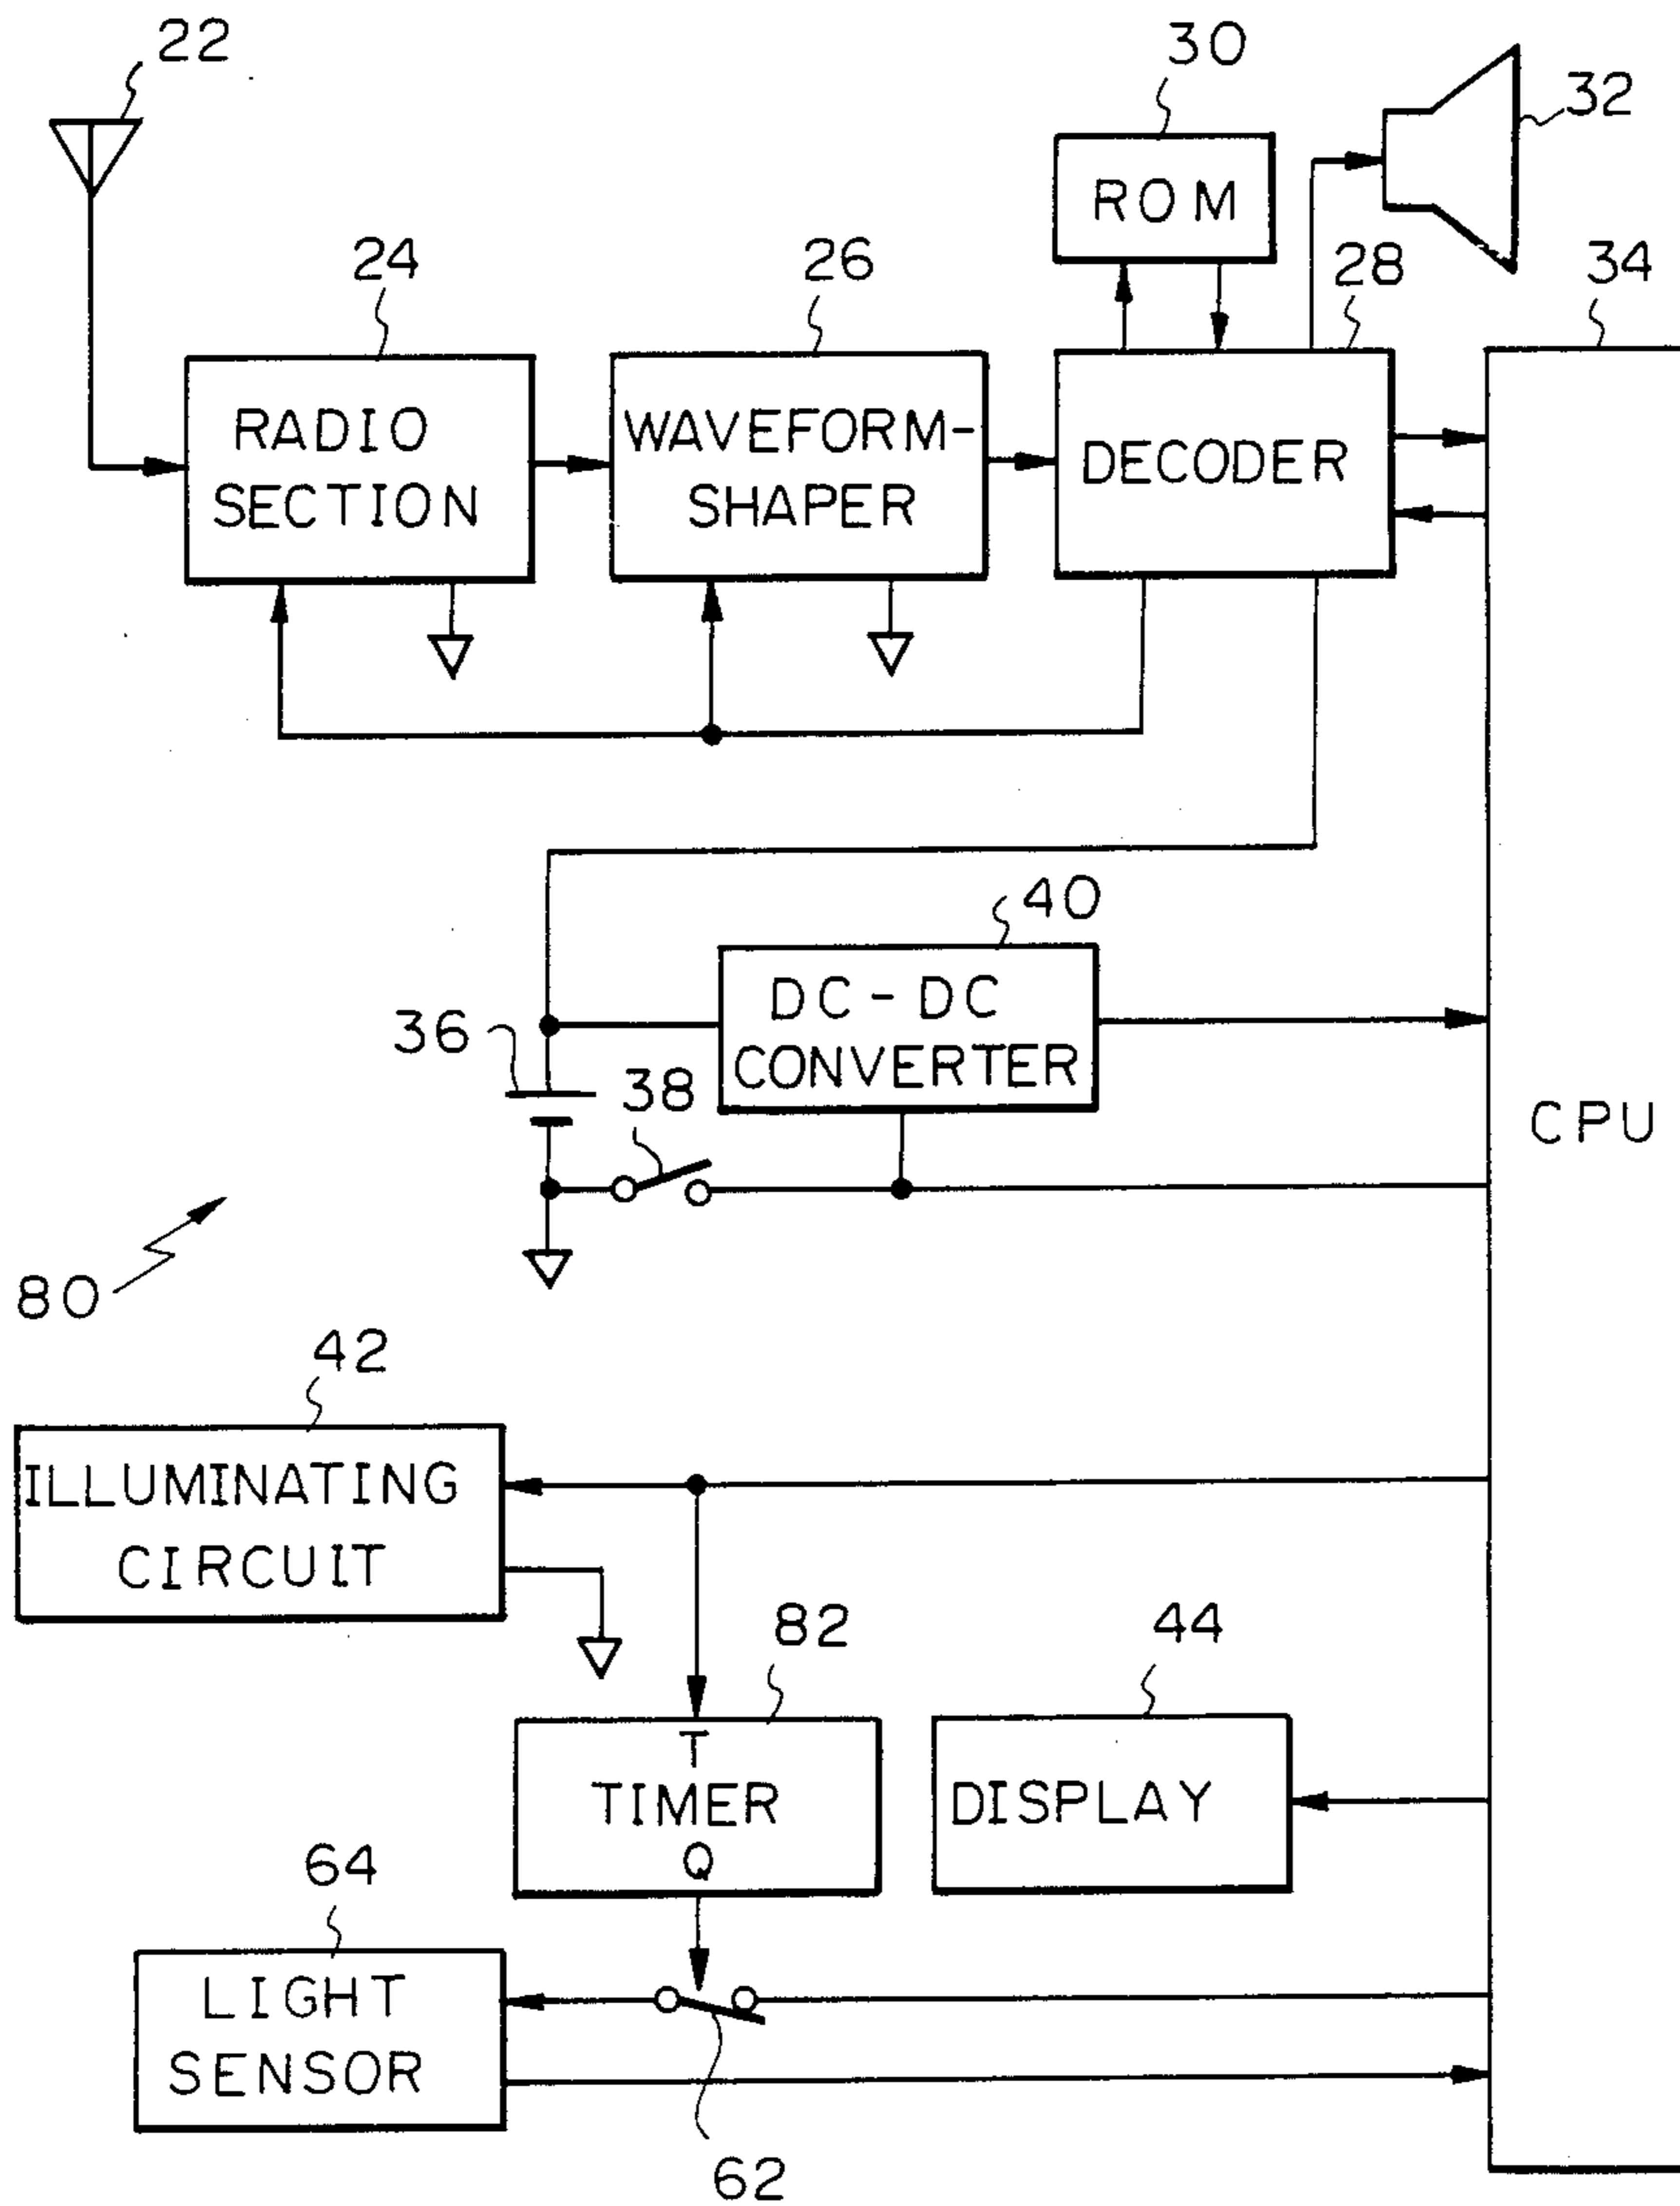 22
30
32
ROM
24
26
28
34
RADIO
SECTION
WAVEFORM-
SHAPER
DECODER
40
DC-DC
CONVERTER
36
38
CPU
80
42
ILLUMINATING
CIRCUIT
82
44
T
TIMER
Q
DISPLAY
64
LIGHT
SENSOR
62